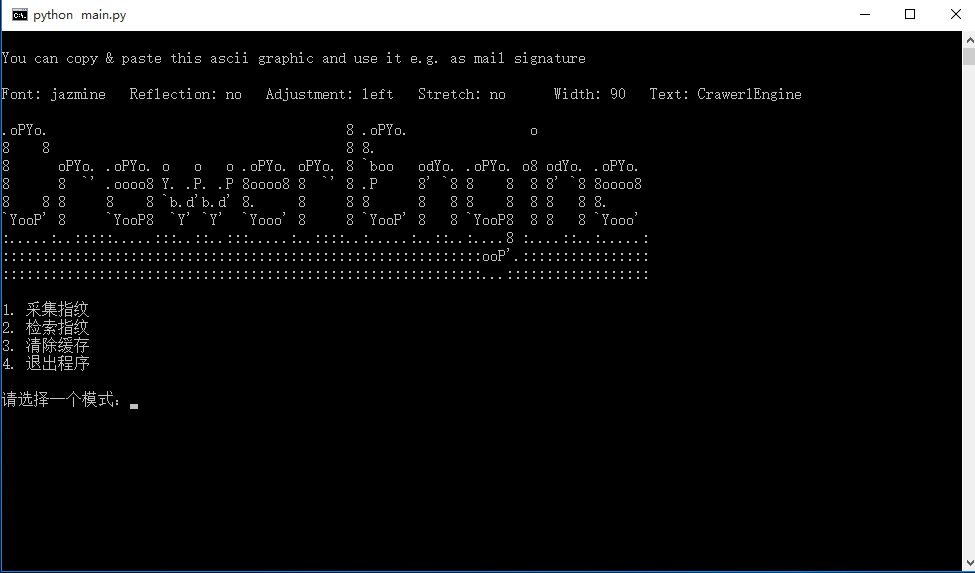 python  main.py
You can copy & paste this ascii graphic and use it e.g. as mail signature
Font: jazmine   Reflection: no   Adjustment: left   Stretch: no      Width: 90   Text: CrawerlEngine
.oPYo.                                     8 .oPYo.                o
8    8                                     8 8.
8      oPYo. .oPYo. o   o   o .oPYo. oPYo. 8 `boo   odYo. .oPYo. o8 odYo. .oPYo.
8      8  `' .oooo8 Y. .P. .P 8oooo8 8  `' 8 .P     8' `8 8    8  8 8' `8 8oooo8
8    8 8     8    8 `b.d'b.d' 8.     8     8 8      8   8 8    8  8 8   8 8.
`YooP' 8     `YooP8  `Y' `Y'  `Yooo' 8     8 `YooP' 8   8 `YooP8  8 8   8 `Yooo'
:.....:..:::::.....:::..::..:::.....:..::::..:.....:..::..:....8 :....::..:.....:
::::::::::::::::::::::::::::::::::::::::::::::::::::::::::::ooP'.::::::::::::::::
::::::::::::::::::::::::::::::::::::::::::::::::::::::::::::...::::::::::::::::::
1. 采集指纹
2. 检索指纹
3. 清除缓存
4. 退出程序
请选择一个模式: